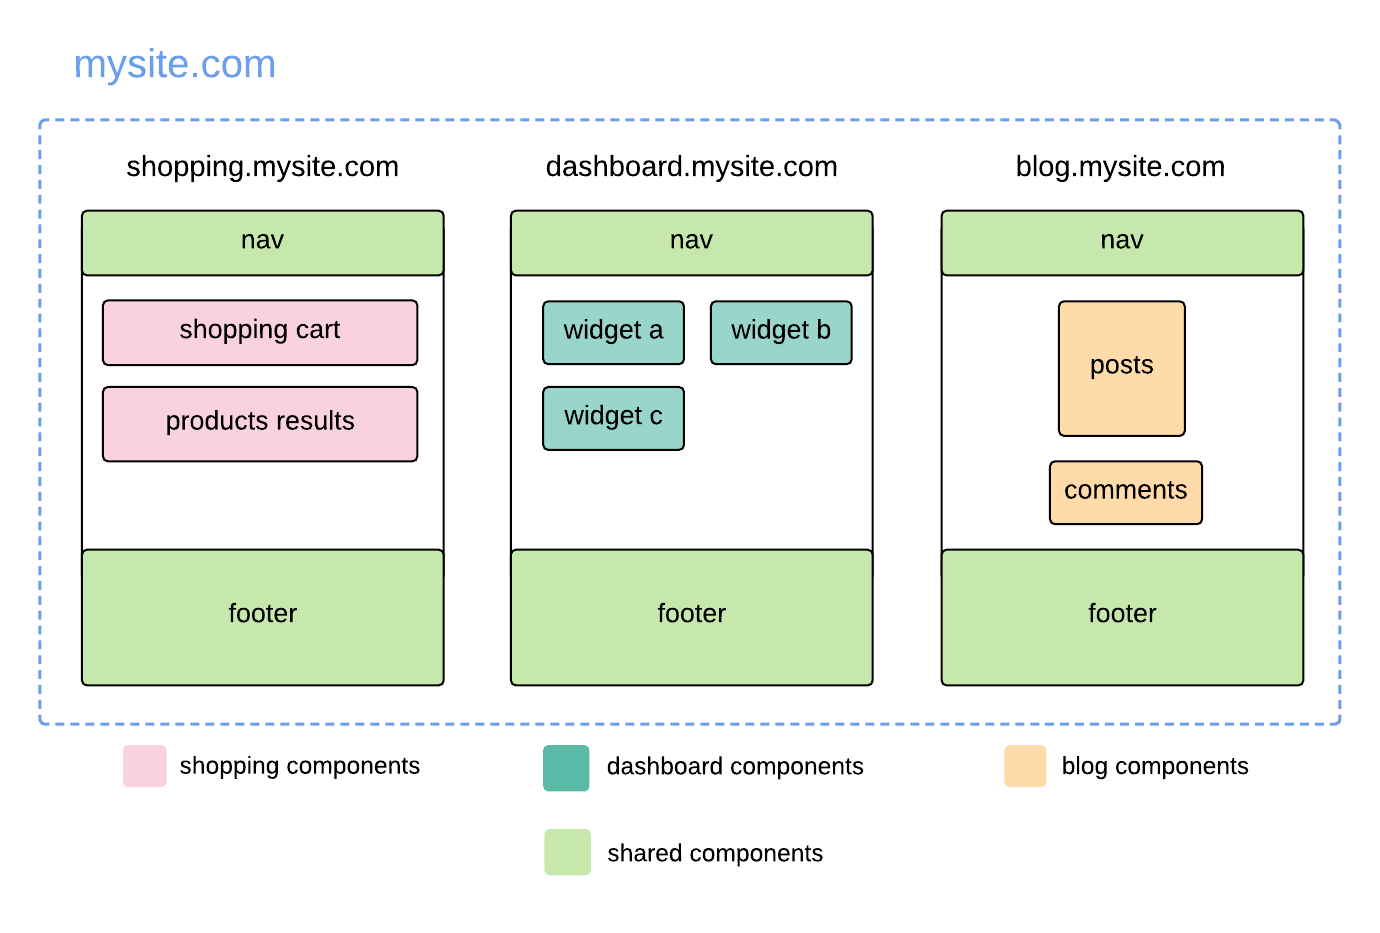 mysite.com
shopping.mysite.com
dashboard.mysite.com
blog.mysite.com
nav
nav
nav
shopping cart
widget a
widget b
posts
products results
widget c
comments
footer
footer
footer
shopping components
dashboard components
blog components
shared components